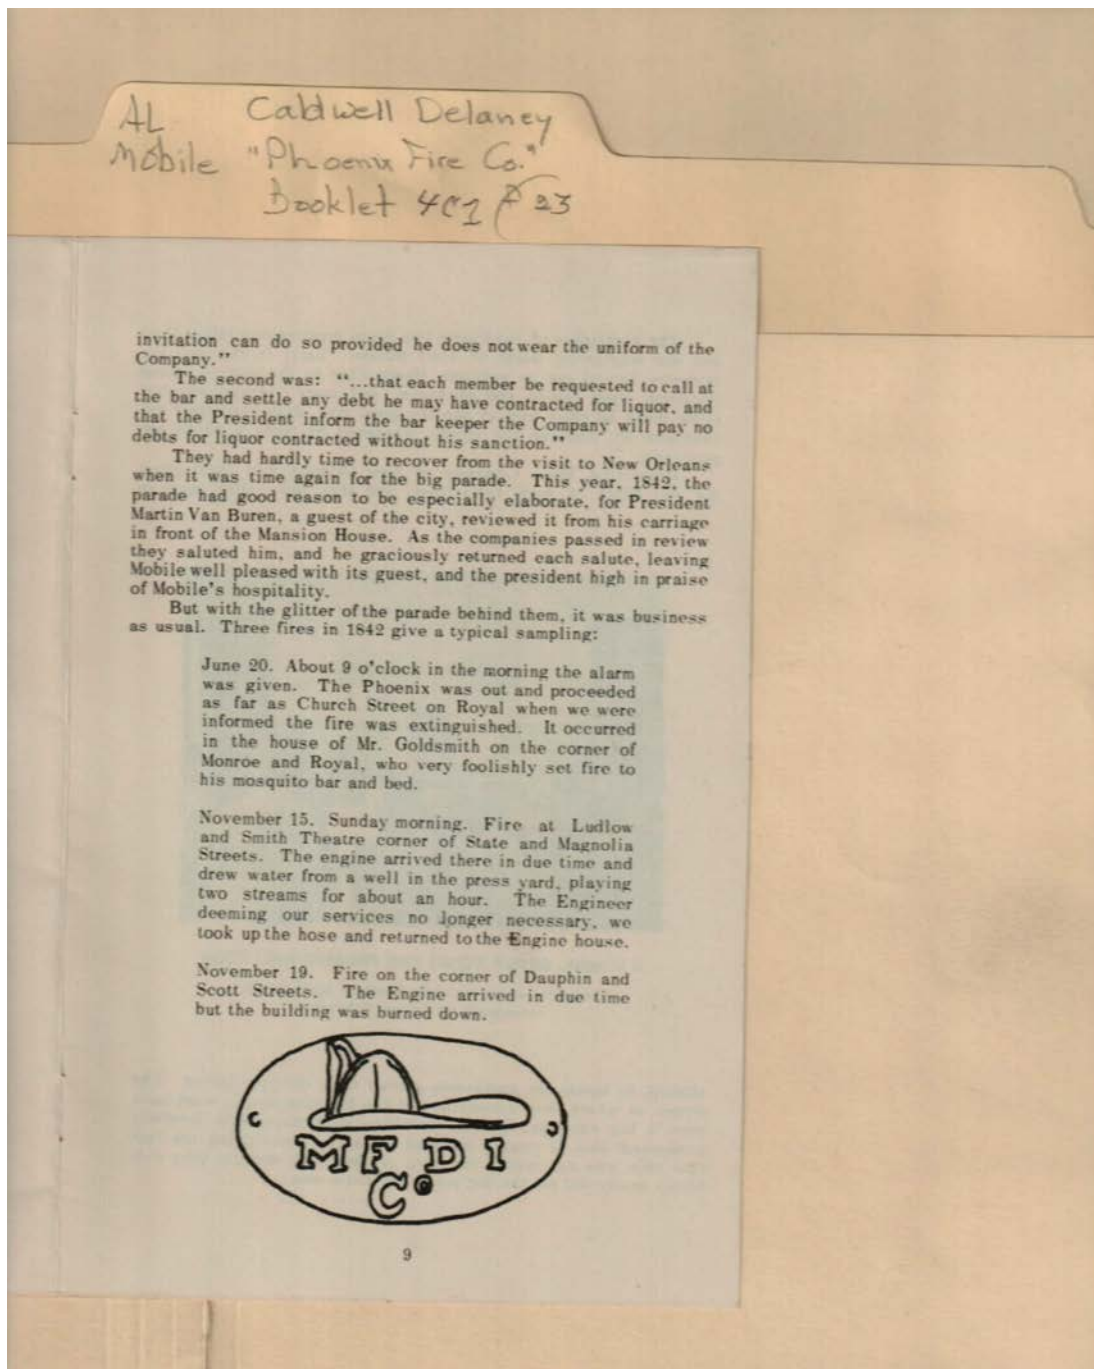 AL Caldwell Delaney
Mobile "Phoenix Fire Co."
Booklet 23
invitation can do so provided he does not wear the uniform of the
Company."
The second was: "...that each member be requested to call at
the bar and settle any debt he may have contracted for liquor, and
that the President inform the bar keeper the Company will pay no
debts for liquor contracted without his sanction."
They had hardly time to recover from the visit to New Orleans
when it was time again for the big parade. This year, 1842, the
parade had good reason to be especially elaborate, for President
Martin Van Buren, a guest of the city, reviewed it from his carriage
in front of the Mansion House. As the companies passed in review
they saluted him, and he graciously returned each salute, leaving
Mobile well pleased with its guest, and the president high in praise
of Mobile's hospitality.
But with the glitter of the parade behind them, it was business
as usual. Three fires in 1842 give a typical sampling:
June 20. About 9 o'clock in the morning the alarm
was given. The Phoenix was out and proceeded
as far as Church Street on Royal when we were
informed the fire was extinguished. It occurred
in the house of Mr. Goldsmith on the corner of
Monroe and Royal, who very foolishly set fire to
his mosquito bar and bed.
November 15. Sunday morning. Fire at Ludlow
and Smith Theatre corner of State and Magnolia
Streets. The engine arrived there in due time and
drew water from a well in the press yard, playing
two streams for about an hour. The Engineer
deeming our services no longer necessary, we
took up the hose and returned to the Engine house.
November 19. Fire on the corner of Dauphin and
Scott Streets. The Engine arrived in due time
but the building was burned down.
M F D I
Co
9